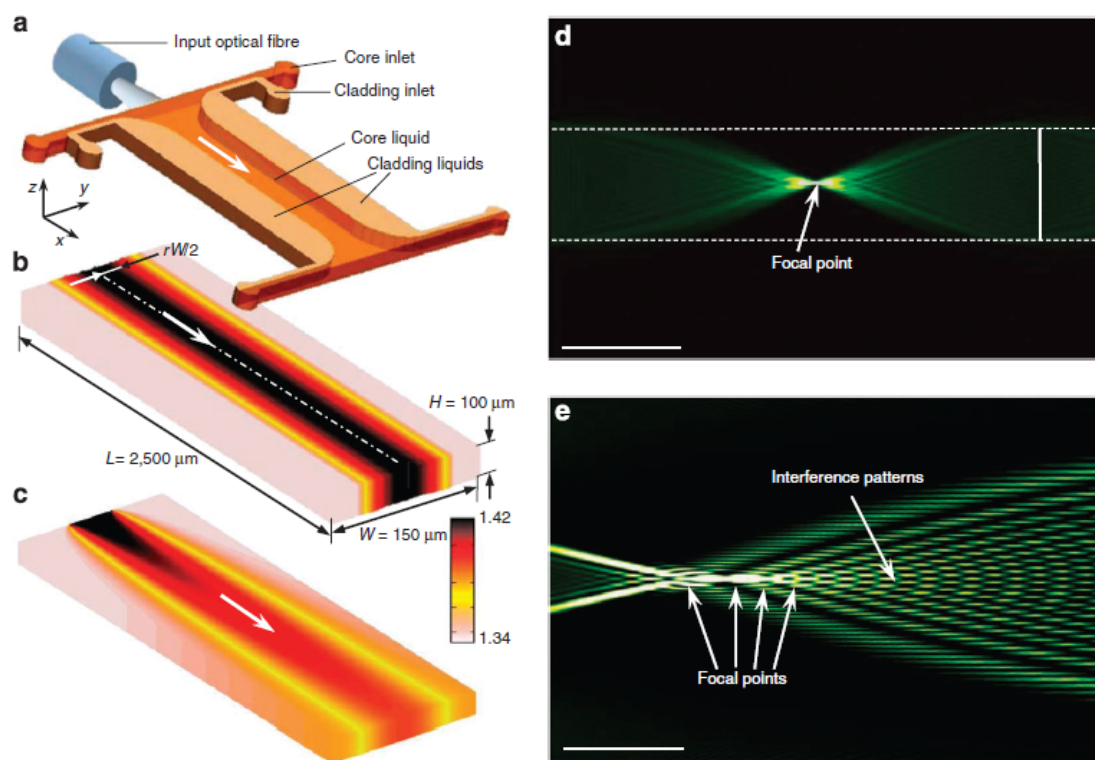 a
Input optical fibre
Core inlet
Cladding inlet
Core liquid
Cladding liquids
z
y
x
b
rW/2
H = 100 μm
L= 2,500 μm
W = 150 μm
c
1.42
1.34
d
Focal point
e
Interference patterns
Focal points